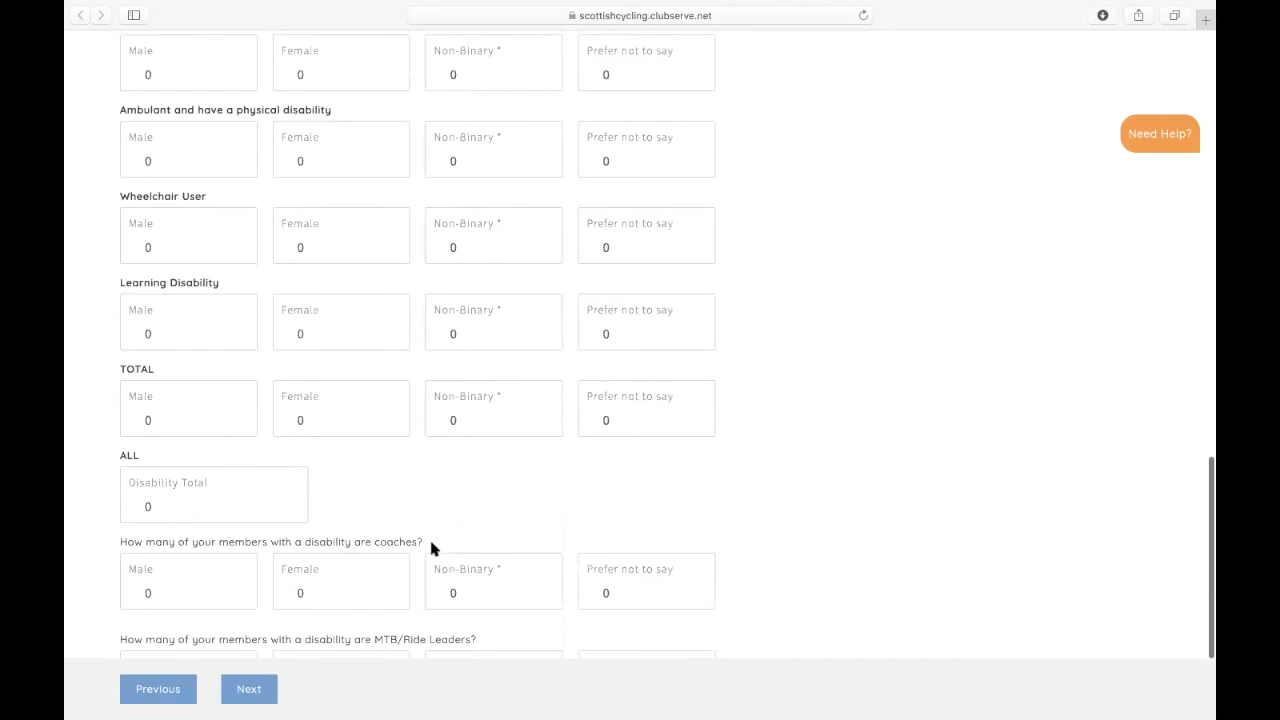 scottishcycling.clubserve.net
Male Female Non-Binary * Prefer not to say
0 0 0 0
Ambulant and have a physical disability
Male Female Non-Binary * Prefer not to say
0 0 0 0
Need Help?
Wheelchair User
Male Female Non-Binary * Prefer not to say
0 0 0 0
Learning Disability
Male Female Non-Binary * Prefer not to say
0 0 0 0
TOTAL
Male Female Non-Binary * Prefer not to say
0 0 0 0
ALL
Disability Total
0
How many of your members with a disability are coaches?
Male Female Non-Binary * Prefer not to say
0 0 0 0
How many of your members with a disability are MTB/Ride Leaders?
Previous Next